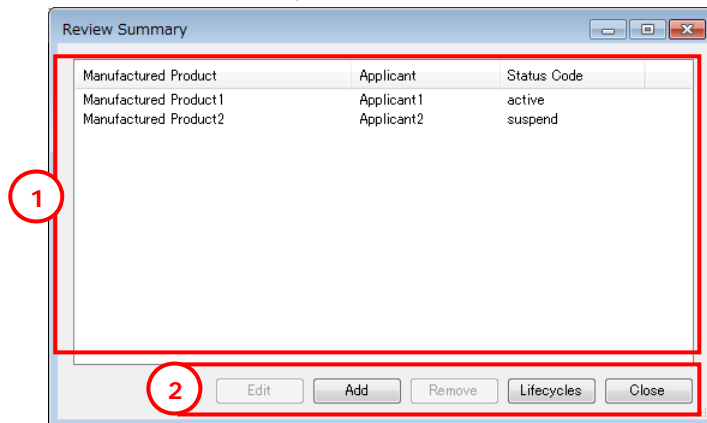 Review Summary
Manufactured Product Applicant Status Code
Manufactured Product1 Applicant1 active
Manufactured Product2 Applicant2 suspend
1
2 Edit Add Remove Lifecycles Close